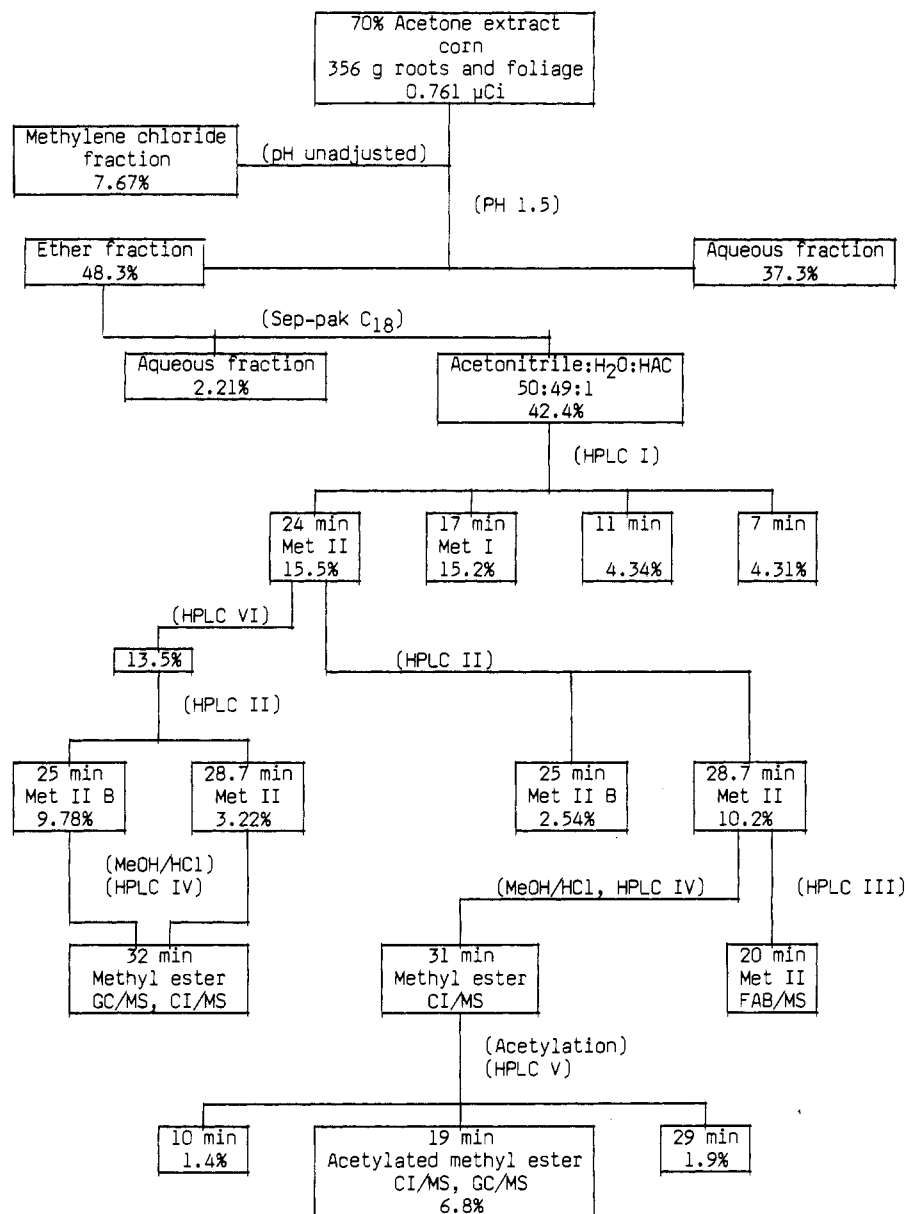 70% Acetone extract
corn
356 g roots and foliage
0.761 µCi
Methylene chloride
fraction
7.67%
(pH unadjusted)
(PH 1.5)
Ether fraction
48.3%
Aqueous fraction
37.3%
(Sep-pak C18)
Aqueous fraction
2.21%
Acetonitrile:H2O:HAC
50:49:1
42.4%
(HPLC I)
24 min
Met II
15.5%
17 min
Met I
15.2%
11 min
4.34%
7 min
4.31%
(HPLC VI)
13.5%
(HPLC II)
(HPLC II)
25 min
Met II B
9.78%
28.7 min
Met II
3.22%
25 min
Met II B
2.54%
28.7 min
Met II
10.2%
(MeOH/HCl)
(HPLC IV)
(MeOH/HCl, HPLC IV)
(HPLC III)
32 min
Methyl ester
GC/MS, CI/MS
31 min
Methyl ester
CI/MS
20 min
Met II
FAB/MS
(Acetylation)
(HPLC V)
10 min
1.4%
19 min
Acetylated methyl ester
CI/MS, GC/MS
6.8%
29 min
1.9%